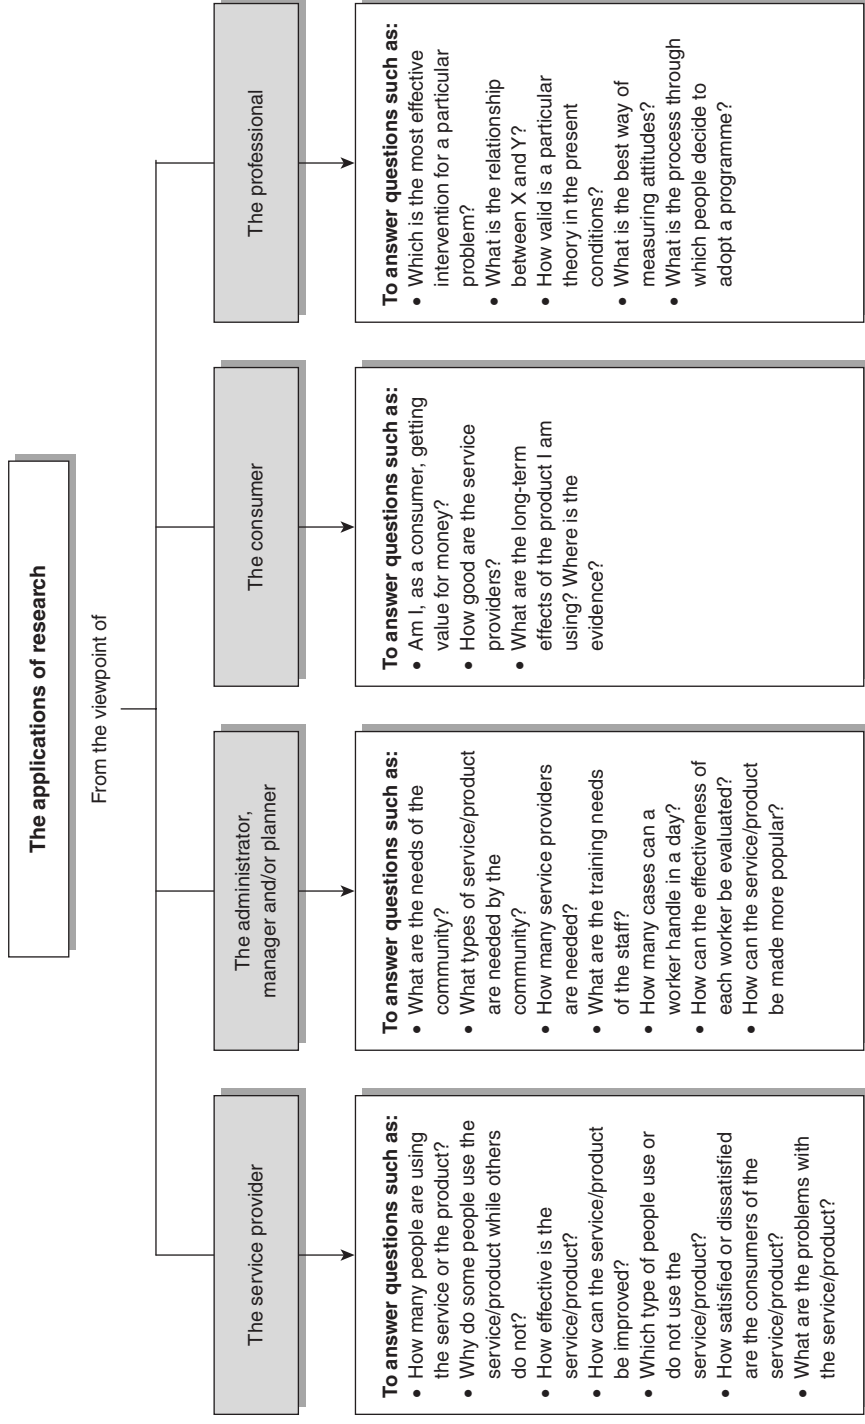 The applications of research
From the viewpoint of
The service provider
To answer questions such as:
• How many people are using
the service or the product?
• Why do some people use the
service/product while others
do not?
• How effective is the
service/product?
• How can the service/product
be improved?
• Which type of people use or
do not use the
service/product?
• How satisfied or dissatisfied
are the consumers of the
service/product?
• What are the problems with
the service/product?
The administrator,
manager and/or planner
To answer questions such as:
• What are the needs of the
community?
• What types of service/product
are needed by the
community?
• How many service providers
are needed?
• What are the training needs
of the staff?
• How many cases can a
worker handle in a day?
• How can the effectiveness of
each worker be evaluated?
• How can the service/product
be made more popular?
The consumer
To answer questions such as:
• Am I, as a consumer, getting
value for money?
• How good are the service
providers?
• What are the long-term
effects of the product I am
using? Where is the
evidence?
The professional
To answer questions such as:
• Which is the most effective
intervention for a particular
problem?
• What is the relationship
between X and Y?
• How valid is a particular
theory in the present
conditions?
• What is the best way of
measuring attitudes?
• What is the process through
which people decide to
adopt a programme?